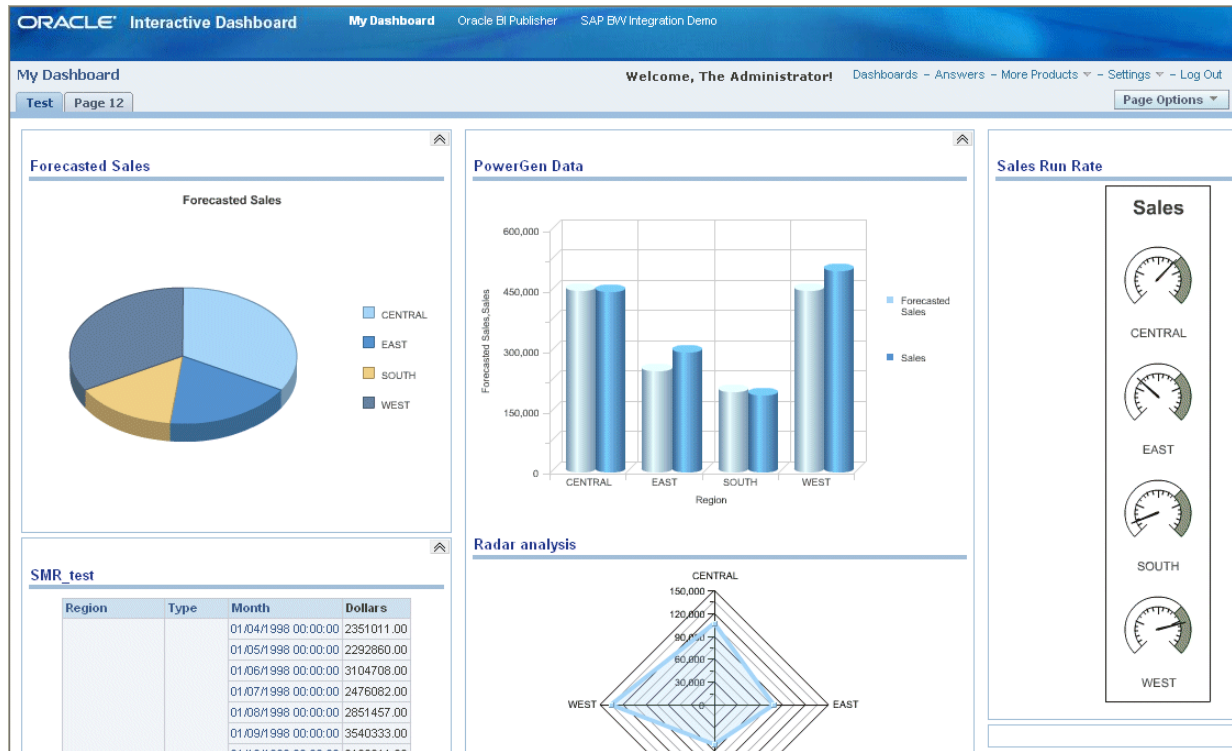 ORACLE Interactive Dashboard
My Dashboard Oracle BI Publisher SAP BW Integration Demo
My Dashboard
Welcome, The Administrator! Dashboards - Answers - More Products - Settings - Log Out
Test Page 12
Page Options
Forecasted Sales
Forecasted Sales
CENTRAL
EAST
SOUTH
WEST
SMR_test
Region Type Month Dollars
01/04/1998 00:00:00 2351011.00
01/05/1998 00:00:00 2292860.00
01/06/1998 00:00:00 3104708.00
01/07/1998 00:00:00 2476082.00
01/08/1998 00:00:00 2851457.00
01/09/1998 00:00:00 3540333.00
PowerGen Data
Forecasted Sales,Sales
600,000
450,000
300,000
150,000
0
CENTRAL EAST SOUTH WEST
Region
Forecasted
Sales
Sales
Radar analysis
CENTRAL
150,000
120,000
90,000
60,000
30,000
0
WEST
EAST
Sales Run Rate
Sales
CENTRAL
EAST
SOUTH
WEST